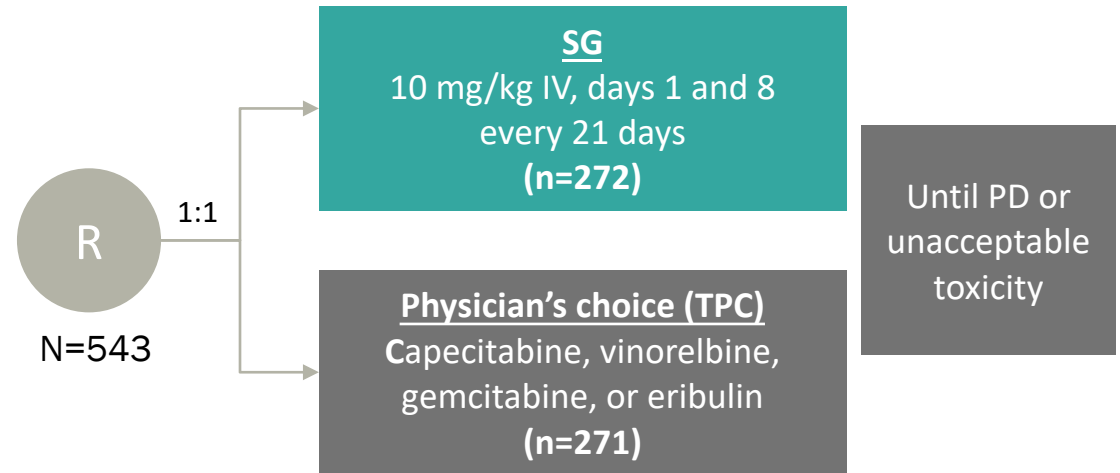 R
N=543
1:1
SG
10 mg/kg IV, days 1 and 8
every 21 days
(n=272)
Physician’s choice (TPC)
Capecitabine, vinorelbine,
gemcitabine, or eribulin
(n=271)
Until PD or
unacceptable
toxicity